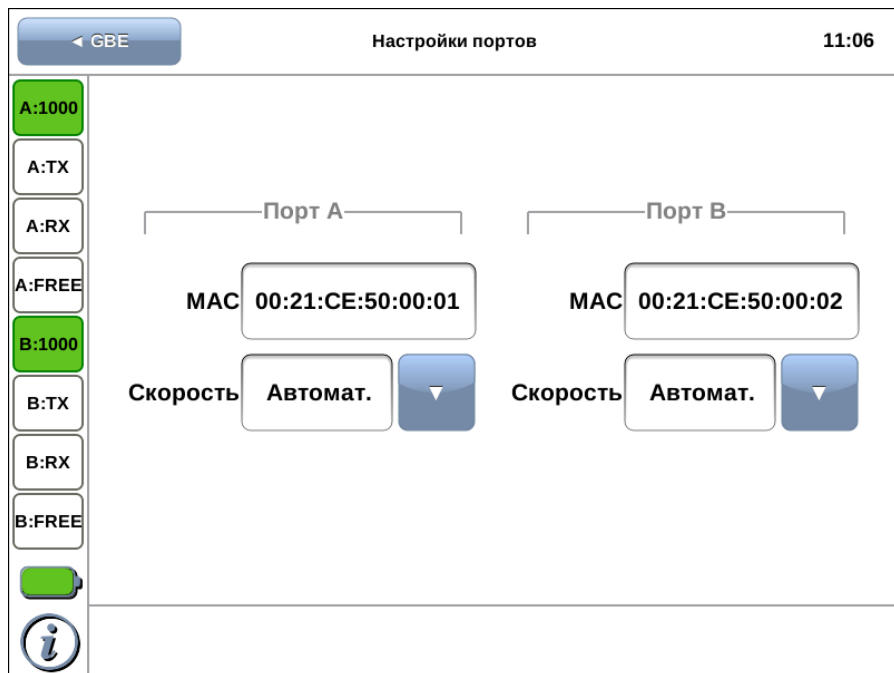 ◄ GBE
Настройки портов
11:06
A:1000
A:TX
A:RX
A:FREE
B:1000
B:TX
B:RX
B:FREE
i
Порт A
MAC 00:21:CE:50:00:01
Скорость Автомат. ▼
Порт B
MAC 00:21:CE:50:00:02
Скорость Автомат. ▼